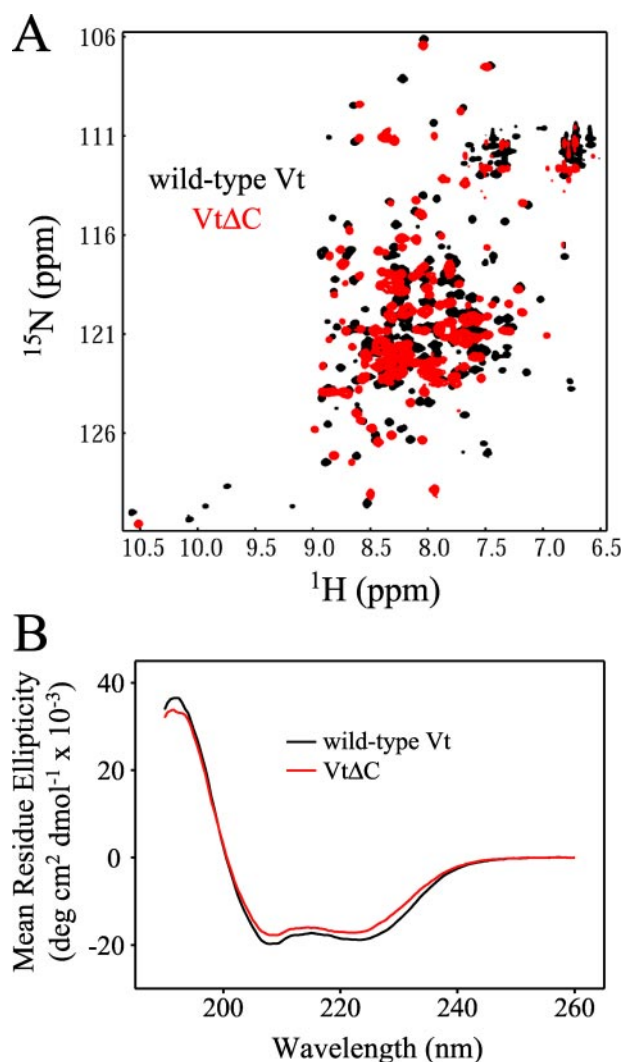 A
106
111
116
121
126
15N (ppm)
wild-type Vt
VtΔC
10.5 10.0 9.5 9.0 8.5 8.0 7.5 7.0 6.5
1H (ppm)
B
Mean Residue Ellipticity
(deg cm2 dmol-1 x 10-3)
40
20
0
-20
wild-type Vt
VtΔC
200 220 240 260
Wavelength (nm)